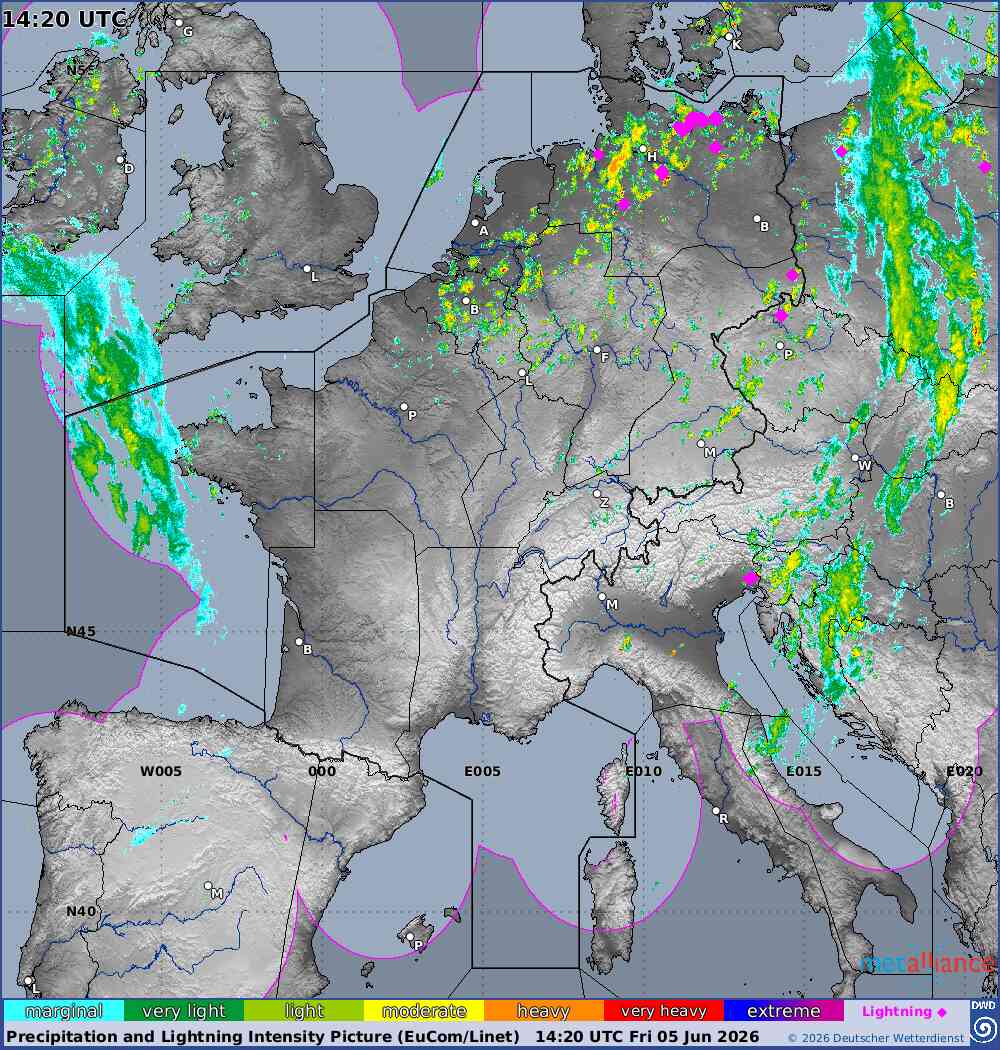 14:20 UTC
G
K
N55
D
H
A
B
L
B
P
F
L
P
M
W
Z
B
M
N45
B
W005
000
E005
E010
E015
E020
R
M
N40
P
L
metalliance
marginal
very light
light
moderate
heavy
very heavy
extreme
Lightning
DWD
Precipitation and Lightning Intensity Picture (EuCom/Linet) 14:20 UTC Fri 05 Jun 2026
© 2026 Deutscher Wetterdienst